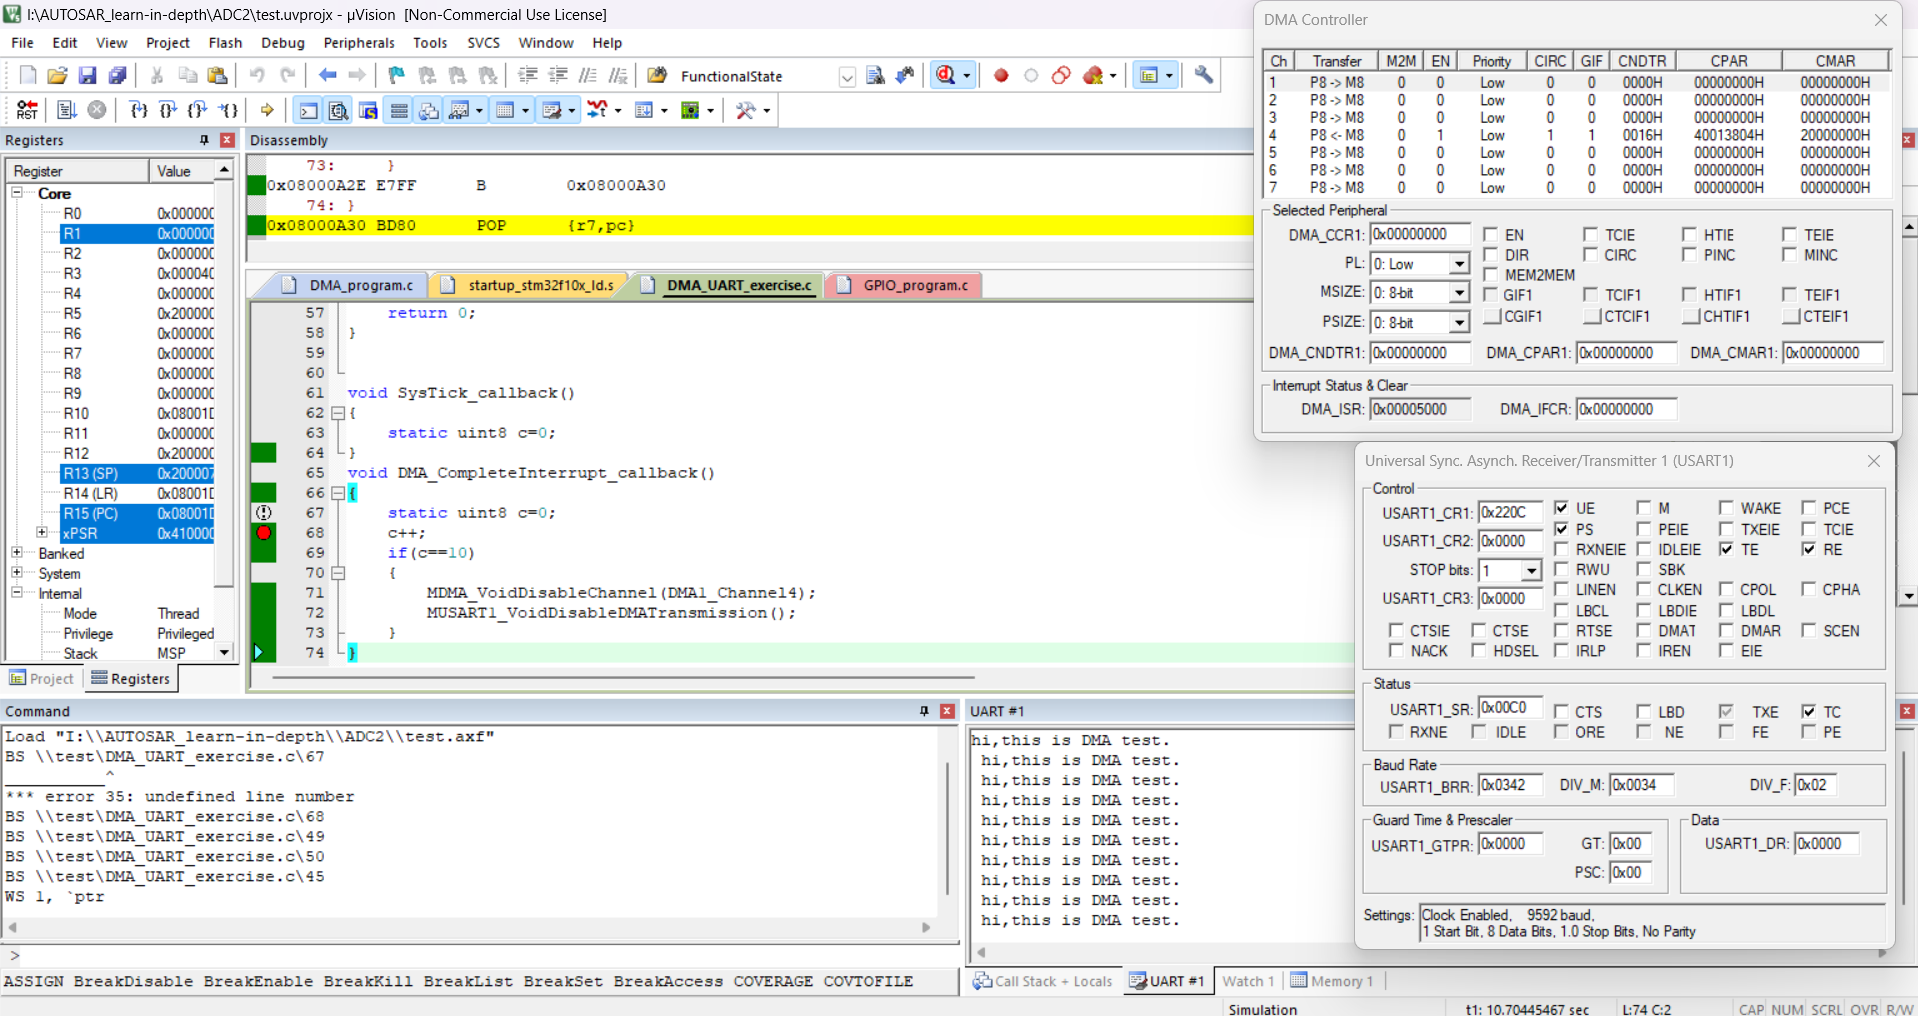 I:\AUTOSAR_learn-in-depth\ADC2\test.uvprojx - µVision  [Non-Commercial Use License]
File Edit View Project Flash Debug Peripherals Tools SVCS Window Help
FunctionalState
RST
Registers
Register Value
Core
R0 0x000000
R1 0x000000
R2 0x000000
R3 0x000040
R4 0x000000
R5 0x200000
R6 0x000000
R7 0x000000
R8 0x000000
R9 0x000000
R10 0x08001D
R11 0x000000
R12 0x200000
R13 (SP) 0x200007
R14 (LR) 0x08001D
R15 (PC) 0x08001D
xPSR 0x410000
Banked
System
Internal
Mode Thread
Privilege Privileged
Stack MSP
Project Registers
Disassembly
73: }
0x08000A2E E7FF B 0x08000A30
74: }
0x08000A30 BD80 POP {r7,pc}
DMA_program.c startup_stm32f10x_ld.s DMA_UART_exercise.c GPIO_program.c
57 return 0;
58 }
59
60
61 void SysTick_callback()
62 {
63 static uint8 c=0;
64 }
65 void DMA_CompleteInterrupt_callback()
66 {
67 static uint8 c=0;
68 c++;
69 if(c==10)
70 {
71 MDMA_VoidDisableChannel(DMA1_Channel4);
72 MUSART1_VoidDisableDMATransmission();
73 }
74 }
Command
Load "I:\\AUTOSAR_learn-in-depth\\ADC2\\test.axf"
BS \\test\DMA_UART_exercise.c\67
__________^
*** error 35: undefined line number
BS \\test\DMA_UART_exercise.c\68
BS \\test\DMA_UART_exercise.c\49
BS \\test\DMA_UART_exercise.c\50
BS \\test\DMA_UART_exercise.c\45
WS 1, `ptr
>
ASSIGN BreakDisable BreakEnable BreakKill BreakList BreakSet BreakAccess COVERAGE COVTOFILE
UART #1
hi,this is DMA test.
hi,this is DMA test.
hi,this is DMA test.
hi,this is DMA test.
hi,this is DMA test.
hi,this is DMA test.
hi,this is DMA test.
hi,this is DMA test.
hi,this is DMA test.
hi,this is DMA test.
Call Stack + Locals UART #1 Watch 1 Memory 1
Simulation t1: 10.70445467 sec L:74 C:2 CAP NUM SCRL OVR R/W
DMA Controller
Ch Transfer M2M EN Priority CIRC GIF CNDTR CPAR CMAR
1 P8 -> M8 0 0 Low 0 0 0000H 00000000H 00000000H
2 P8 -> M8 0 0 Low 0 0 0000H 00000000H 00000000H
3 P8 -> M8 0 0 Low 0 0 0000H 00000000H 00000000H
4 P8 <- M8 0 1 Low 1 1 0016H 40013804H 20000000H
5 P8 -> M8 0 0 Low 0 0 0000H 00000000H 00000000H
6 P8 -> M8 0 0 Low 0 0 0000H 00000000H 00000000H
7 P8 -> M8 0 0 Low 0 0 0000H 00000000H 00000000H
Selected Peripheral
DMA_CCR1: 0x00000000 EN TCIE HTIE TEIE
PL: 0: Low DIR CIRC PINC MINC
MEM2MEM
MSIZE: 0: 8-bit GIF1 TCIF1 HTIF1 TEIF1
PSIZE: 0: 8-bit CGIF1 CTCIF1 CHTIF1 CTEIF1
DMA_CNDTR1: 0x00000000 DMA_CPAR1: 0x00000000 DMA_CMAR1: 0x00000000
Interrupt Status & Clear
DMA_ISR: 0x00005000 DMA_IFCR: 0x00000000
Universal Sync. Asynch. Receiver/Transmitter 1 (USART1)
Control
USART1_CR1: 0x220C UE M WAKE PCE
PS PEIE TXEIE TCIE
USART1_CR2: 0x0000 RXNEIE IDLEIE TE RE
STOP bits: 1 RWU SBK
LINEN CLKEN CPOL CPHA
USART1_CR3: 0x0000 LBCL LBDIE LBDL
CTSIE CTSE RTSE DMAT DMAR SCEN
NACK HDSEL IRLP IREN EIE
Status
USART1_SR: 0x00C0 CTS LBD TXE TC
RXNE IDLE ORE NE FE PE
Baud Rate
USART1_BRR: 0x0342 DIV_M: 0x0034 DIV_F: 0x02
Guard Time & Prescaler
USART1_GTPR: 0x0000 GT: 0x00
PSC: 0x00
Data
USART1_DR: 0x0000
Settings: Clock Enabled, 9592 baud,
1 Start Bit, 8 Data Bits, 1.0 Stop Bits, No Parity